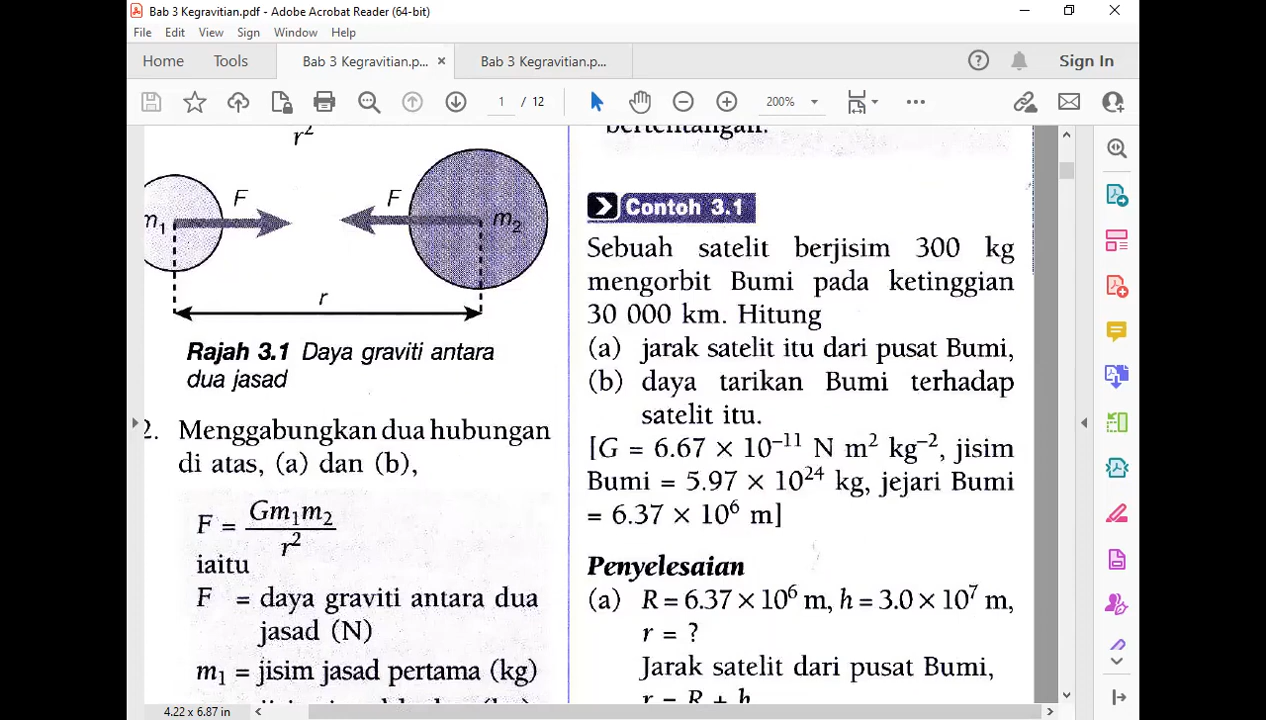 Bab 3 Kegravitian.pdf - Adobe Acrobat Reader (64-bit)
File Edit View Sign Window Help
Home Tools Bab 3 Kegravitian.p... × Bab 3 Kegravitian.p... Sign In
1 / 12 200%
r²
F F
m₁ m₂
r
Rajah 3.1 Daya graviti antara
dua jasad
2. Menggabungkan dua hubungan
di atas, (a) dan (b),
F = Gm₁m₂ / r²
iaitu
F = daya graviti antara dua
jasad (N)
m₁ = jisim jasad pertama (kg)
bertentangan.
Contoh 3.1
Sebuah satelit berjisim 300 kg
mengorbit Bumi pada ketinggian
30 000 km. Hitung
(a) jarak satelit itu dari pusat Bumi,
(b) daya tarikan Bumi terhadap
satelit itu.
[G = 6.67 × 10⁻¹¹ N m² kg⁻², jisim
Bumi = 5.97 × 10²⁴ kg, jejari Bumi
= 6.37 × 10⁶ m]
Penyelesaian
(a) R = 6.37 × 10⁶ m, h = 3.0 × 10⁷ m,
r = ?
Jarak satelit dari pusat Bumi,
r = R + h
4.22 x 6.87 in